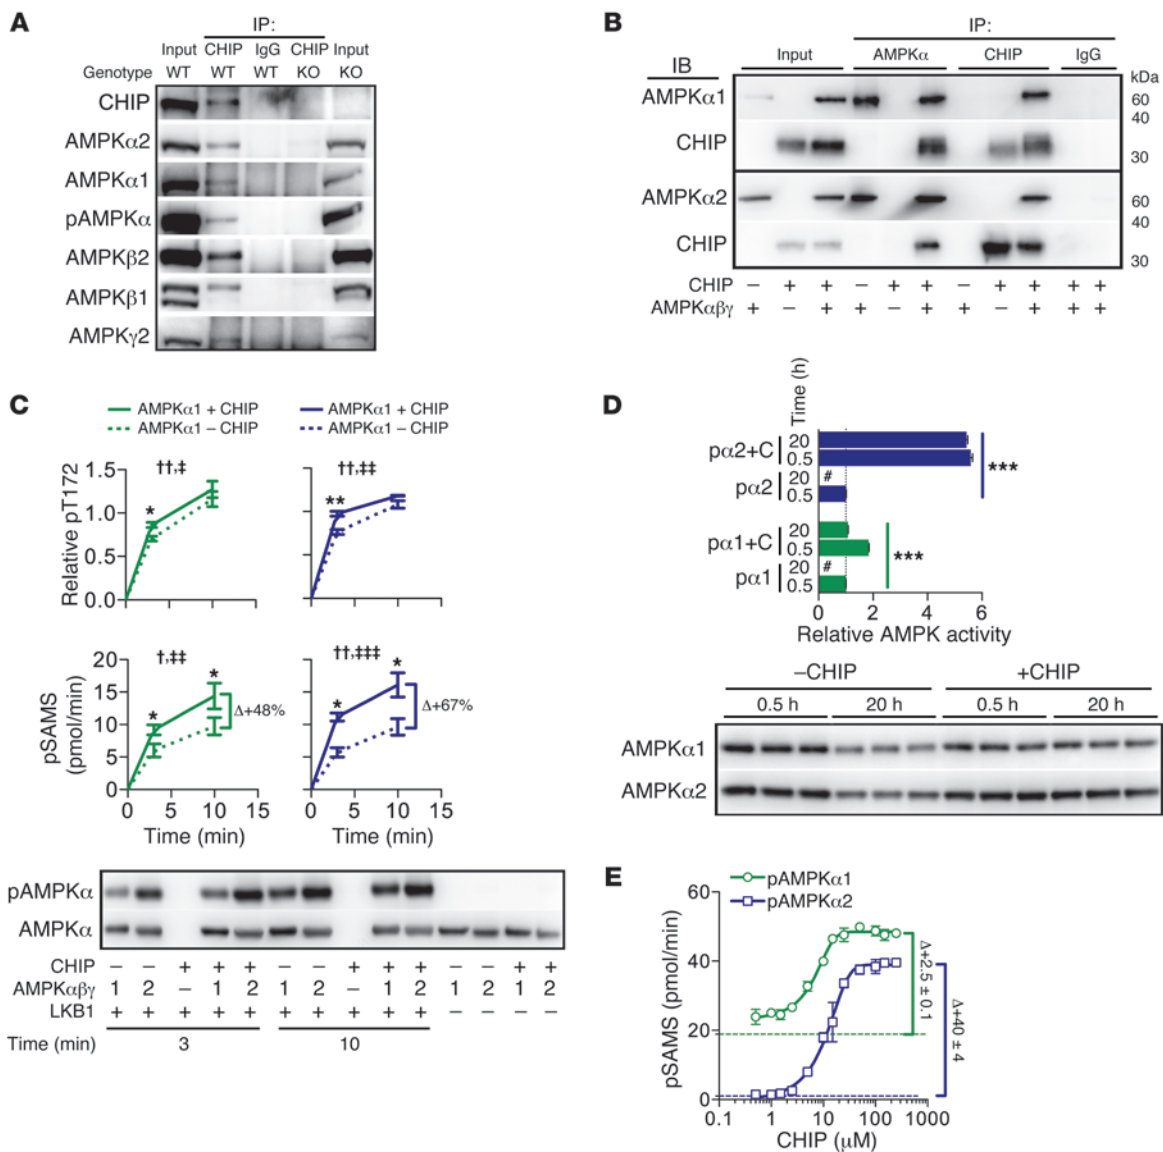 A
IP:
Input CHIP IgG CHIP Input
Genotype WT WT WT KO KO
CHIP
AMPKα2
AMPKα1
pAMPKα
AMPKβ2
AMPKβ1
AMPKγ2
B
IP:
IB Input AMPKα CHIP IgG
kDa
AMPKα1 60
40
CHIP 30
AMPKα2 60
40
CHIP 30
CHIP – + + – + + – + + + +
AMPKαβγ + – + + – + + – + + +
C
AMPKα1 + CHIP AMPKα1 + CHIP
AMPKα1 – CHIP AMPKα1 – CHIP
Relative pT172
1.5
1.0
0.5
0.0
††,‡ ††,‡‡
* **
pSAMS (pmol/min)
20
15
10
5
0
†,‡‡ ††,‡‡‡
* * * *
Δ+48% Δ+67%
0 5 10 15 0 5 10 15
Time (min) Time (min)
pAMPKα
AMPKα
CHIP – – + + + – – + + + – – + +
AMPKαβγ 1 2 – 1 2 1 2 – 1 2 1 2 1 2
LKB1 + + + + + + + + + + – – – –
Time (min) 3 10
D
Time (h)
pα2+C 20
0.5
pα2 20 #
0.5
***
pα1+C 20
0.5
pα1 20 #
0.5
***
0 2 4 6
Relative AMPK activity
–CHIP +CHIP
0.5 h 20 h 0.5 h 20 h
AMPKα1
AMPKα2
E
pAMPKα1
pAMPKα2
pSAMS (pmol/min)
60
40
20
0
Δ+2.5 ± 0.1
Δ+40 ± 4
0.1 1 10 100 1000
CHIP (μM)